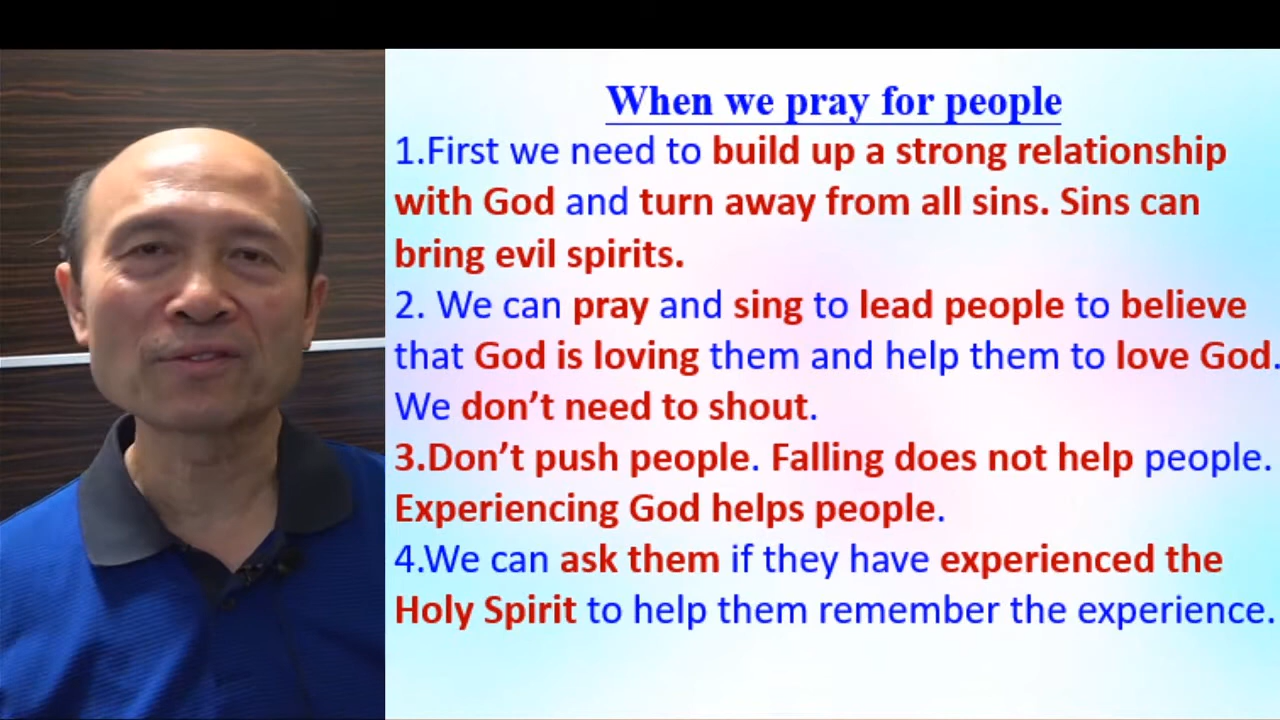 When we pray for people
1.First we need to build up a strong relationship
with God and turn away from all sins. Sins can
bring evil spirits.
2. We can pray and sing to lead people to believe
that God is loving them and help them to love God.
We don’t need to shout.
3.Don’t push people. Falling does not help people.
Experiencing God helps people.
4.We can ask them if they have experienced the
Holy Spirit to help them remember the experience.